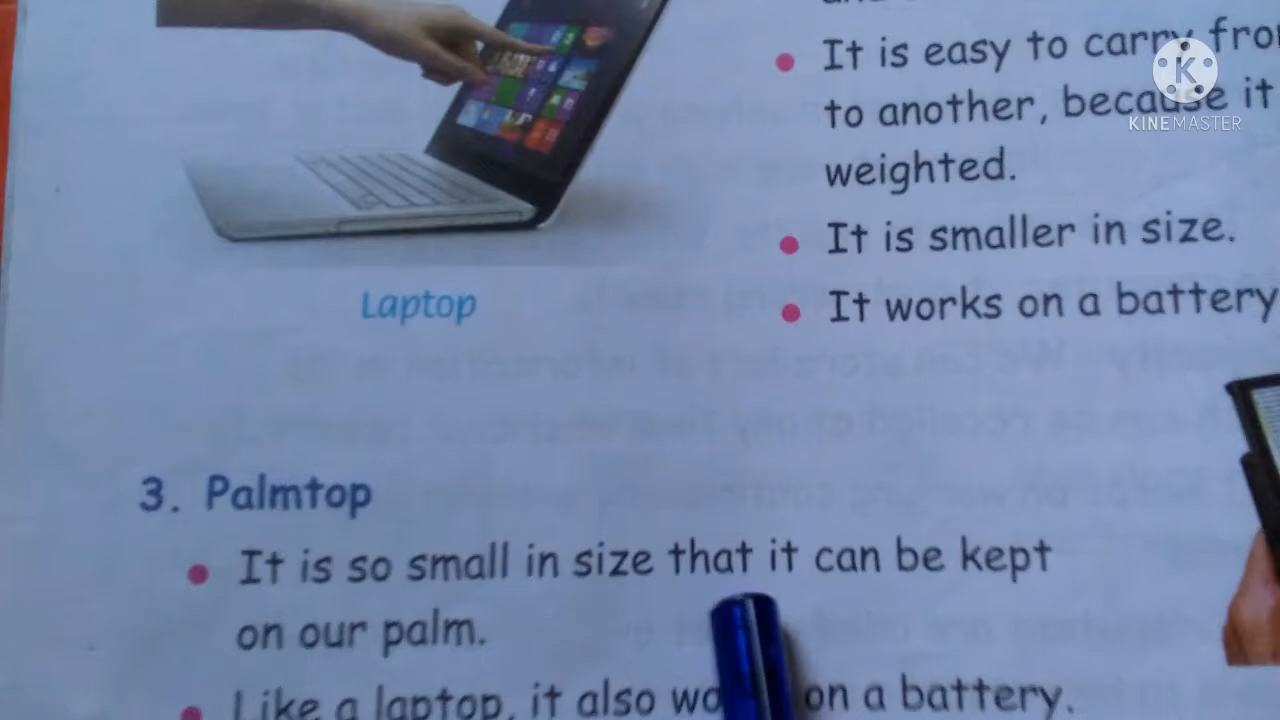 It is easy to carry
to another, because it
weighted.
It is smaller in size.
It works on a battery
Laptop
3. Palmtop
It is so small in size that it can be kept
on our palm.
Like a laptop, it also on a battery.
K
KINEMASTER